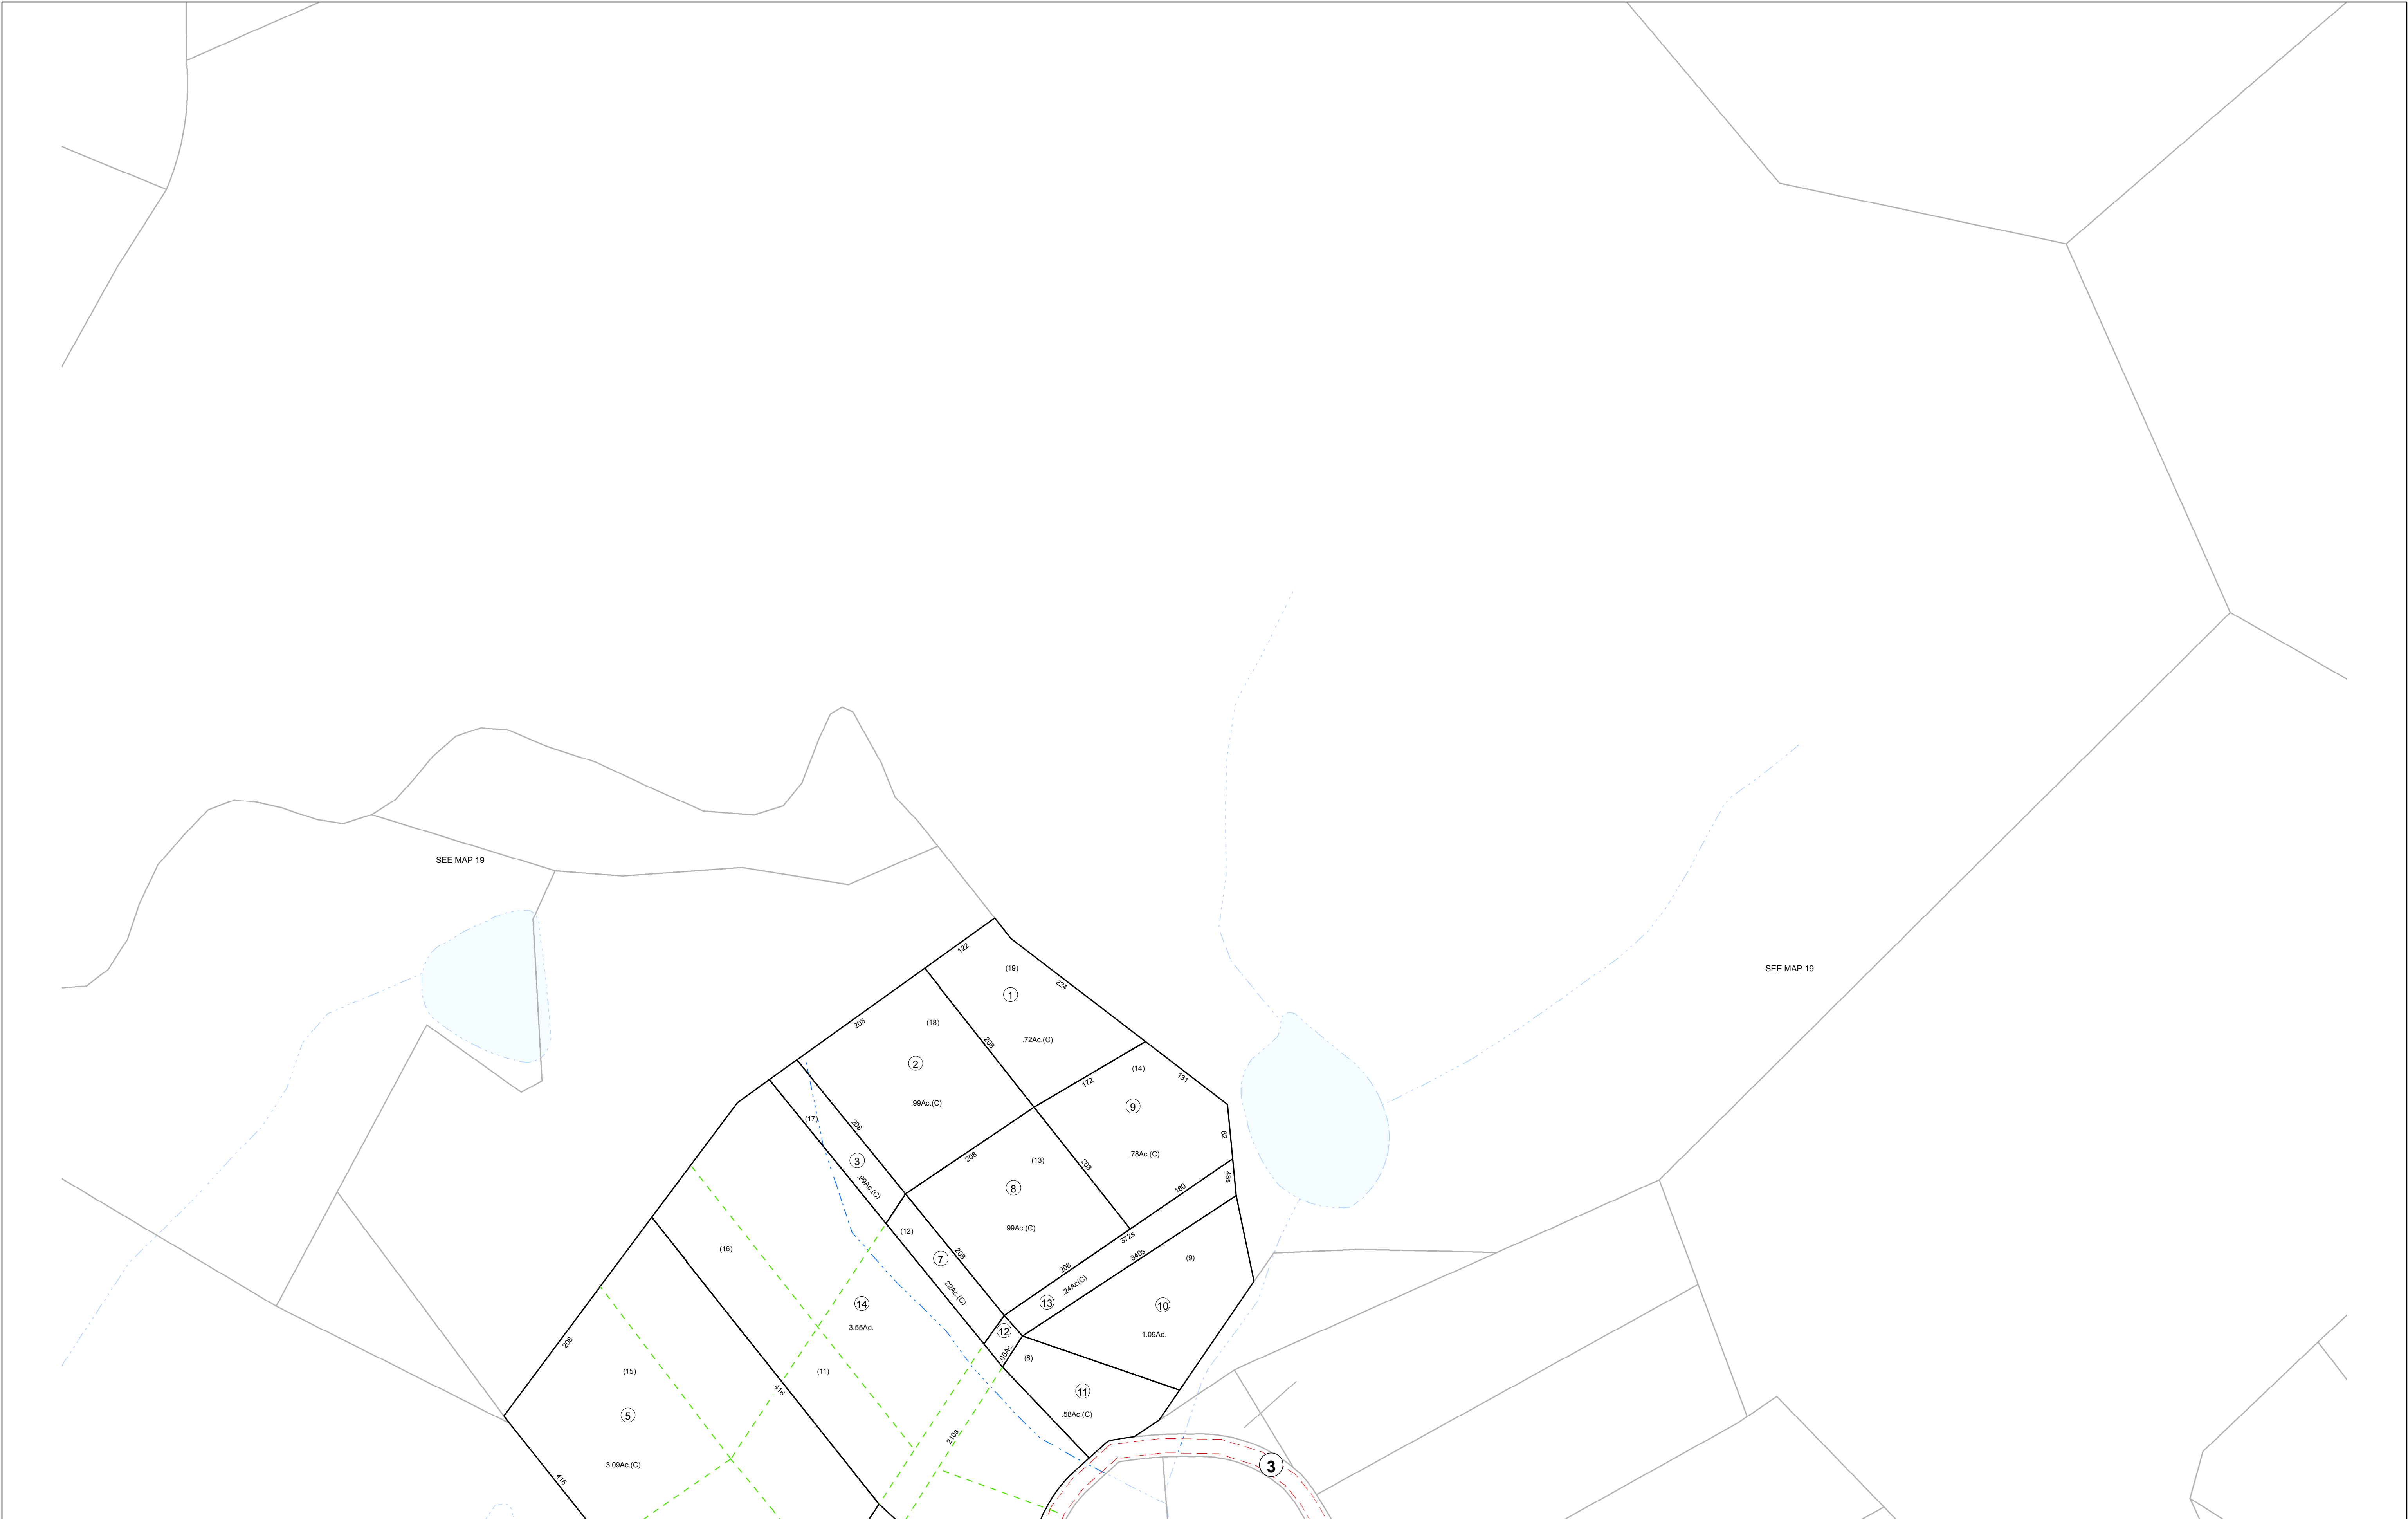 SEE MAP 19
122
(19)
224
1
SEE MAP 19
208
(18)
208
.72Ac.(C)
2
172
(14)
131
9
.99Ac.(C)
(17)
208
82
3
208
(13)
208
.78Ac.(C)
48s
.99Ac.(C)
8
160
(12)
.99Ac.(C)
372s
(16)
7
208
340s
(9)
208
.22Ac.(C)
.24Ac(C)
14
13
10
3.55Ac.
12
1.09Ac.
208
.05Ac.
(8)
(15)
(11)
416
11
5
.58Ac.(C)
210s
3.09Ac.(C)
3
416